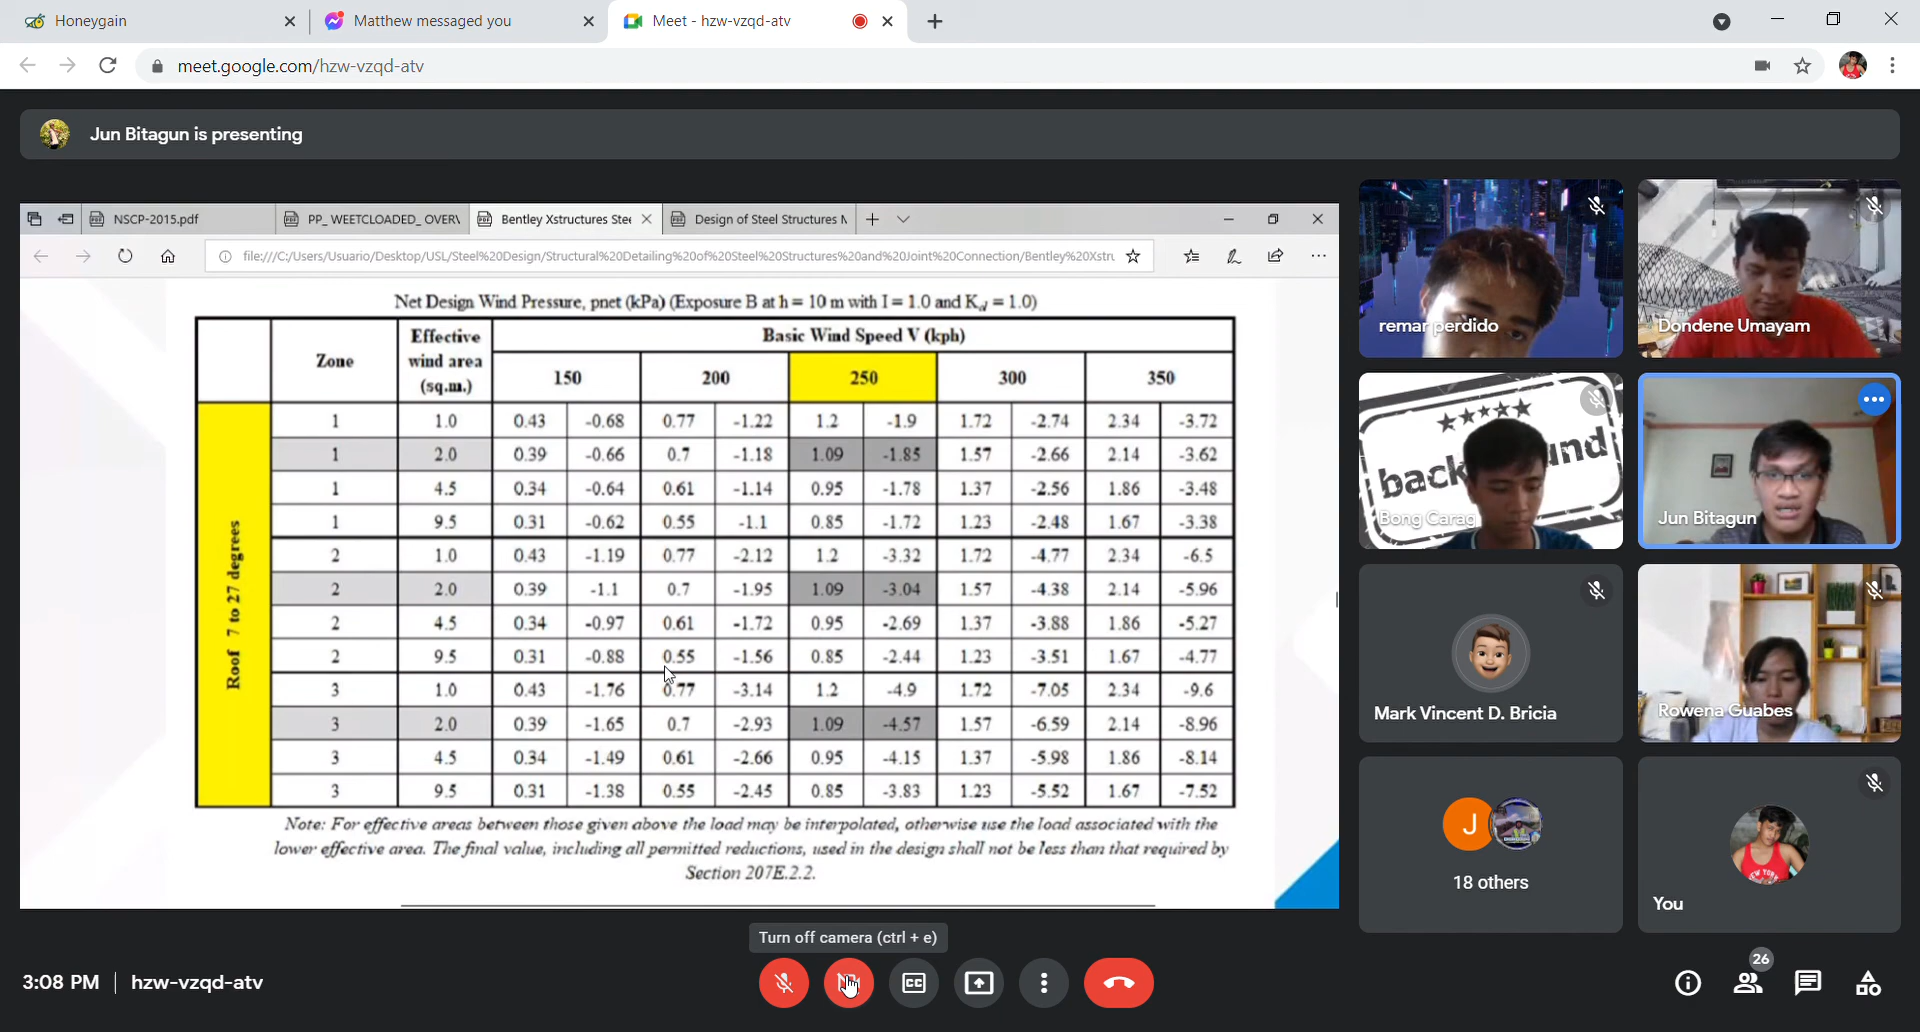 Honeygain
Matthew messaged you
Meet - hzw-vzqd-atv
meet.google.com/hzw-vzqd-atv
Jun Bitagun is presenting
NSCP-2015.pdf
PP_ WEETCLOADED_ OVERV
Bentley Xstructures Stee
Design of Steel Structures N
file:///C:/Users/Usuario/Desktop/USL/Steel%20Design/Structural%20Detailing%20of%20Steel%20Structures%20and%20Joint%20Connection/Bentley%20Xstru
Net Design Wind Pressure, pnet (kPa) (Exposure B at h = 10 m with I = 1.0 and Kd = 1.0)
Zone
Effective wind area (sq.m.)
Basic Wind Speed V (kph)
150 200 250 300 350
Roof 7 to 27 degrees
1 1.0 0.43 -0.68 0.77 -1.22 1.2 -1.9 1.72 -2.74 2.34 -3.72
1 2.0 0.39 -0.66 0.7 -1.18 1.09 -1.85 1.57 -2.66 2.14 -3.62
1 4.5 0.34 -0.64 0.61 -1.14 0.95 -1.78 1.37 -2.56 1.86 -3.48
1 9.5 0.31 -0.62 0.55 -1.1 0.85 -1.72 1.23 -2.48 1.67 -3.38
2 1.0 0.43 -1.19 0.77 -2.12 1.2 -3.32 1.72 -4.77 2.34 -6.5
2 2.0 0.39 -1.1 0.7 -1.95 1.09 -3.04 1.57 -4.38 2.14 -5.96
2 4.5 0.34 -0.97 0.61 -1.72 0.95 -2.69 1.37 -3.88 1.86 -5.27
2 9.5 0.31 -0.88 0.55 -1.56 0.85 -2.44 1.23 -3.51 1.67 -4.77
3 1.0 0.43 -1.76 0.77 -3.14 1.2 -4.9 1.72 -7.05 2.34 -9.6
3 2.0 0.39 -1.65 0.7 -2.93 1.09 -4.57 1.57 -6.59 2.14 -8.96
3 4.5 0.34 -1.49 0.61 -2.66 0.95 -4.15 1.37 -5.98 1.86 -8.14
3 9.5 0.31 -1.38 0.55 -2.45 0.85 -3.83 1.23 -5.52 1.67 -7.52
Note: For effective areas between those given above the load may be interpolated, otherwise use the load associated with the
lower effective area. The final value, including all permitted reductions, used in the design shall not be less than that required by
Section 207E.2.2.
remar perdido
Dondene Umayam
back und
Bong Carag
Jun Bitagun
Mark Vincent D. Bricia
Rowena Guabes
J
18 others
NEW YORK
You
Turn off camera (ctrl + e)
3:08 PM | hzw-vzqd-atv
CC
26